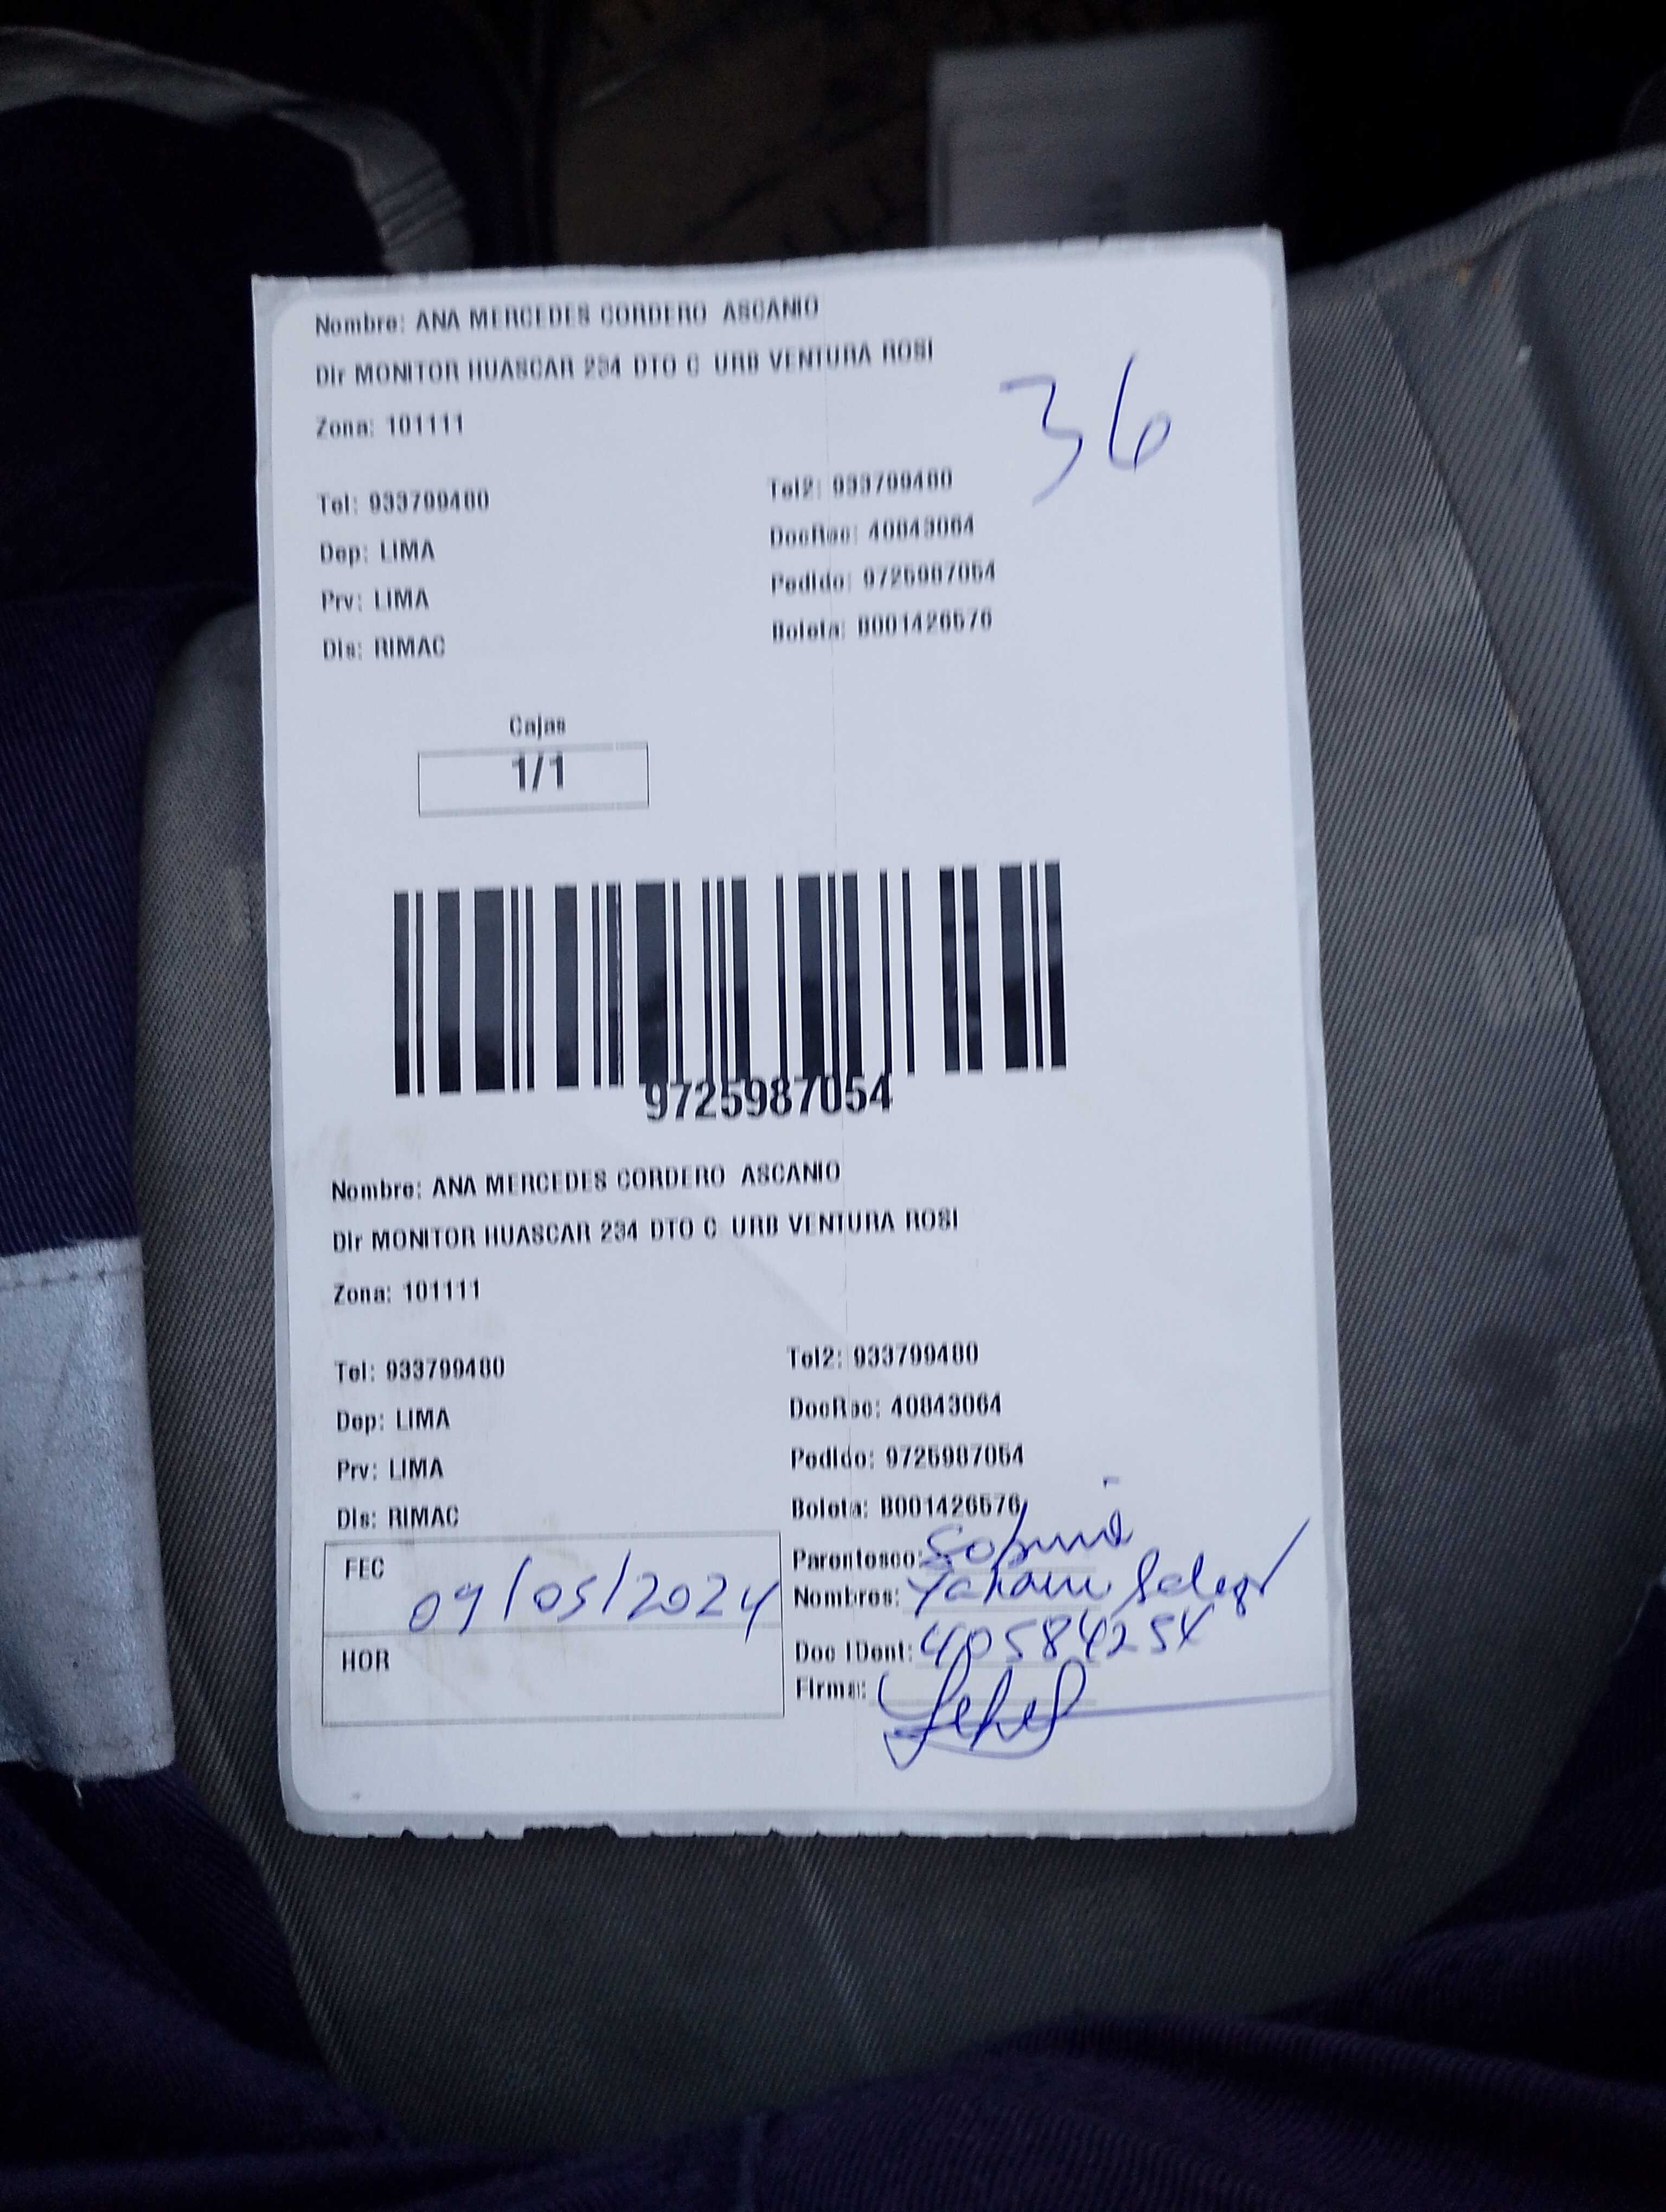 Nombre: ANA MERCEDES CORDERO ASCANIO
Dir MONITOR HUASCAR 234 DTO C URB VENTURA ROSI
36
Zona: 101111
Tel: 933799480 Tel2: 933799480
Dep: LIMA DocRec: 40843064
Prv: LIMA Pedido: 9725987054
Dis: RIMAC Boleta: B001426576
Cajas
1/1
9725987054
Nombre: ANA MERCEDES CORDERO ASCANIO
Dir MONITOR HUASCAR 234 DTO C URB VENTURA ROSI
Zona: 101111
Tel: 933799480 Tel2: 933799480
Dep: LIMA DocRec: 40843064
Prv: LIMA Pedido: 9725987054
Dis: RIMAC Boleta: B001426576
FEC 09/05/2024
HOR
Parentesco: Sobrina
Nombres:
Doc IDent: 40584254
Firma: